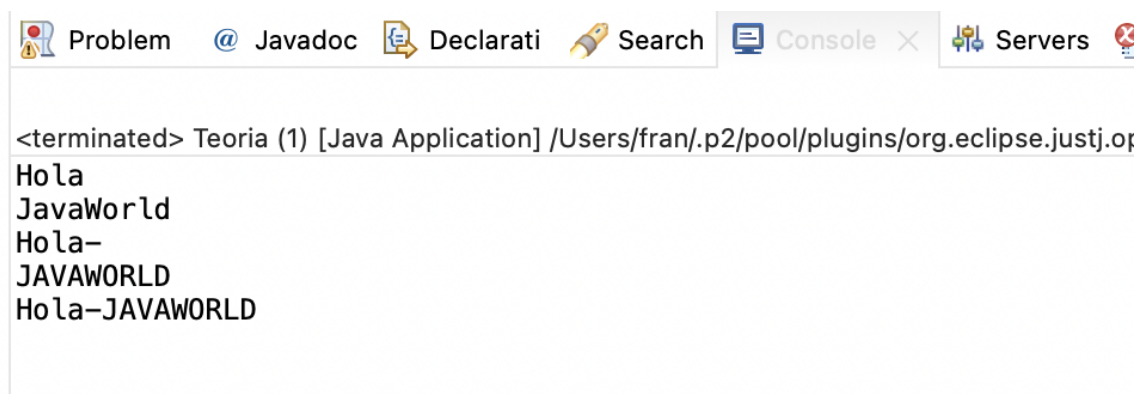 Problem Javadoc Declarati Search Console Servers
<terminated> Teoria (1) [Java Application] /Users/fran/.p2/pool/plugins/org.eclipse.justj.op
Hola
JavaWorld
Hola-
JAVAWORLD
Hola-JAVAWORLD